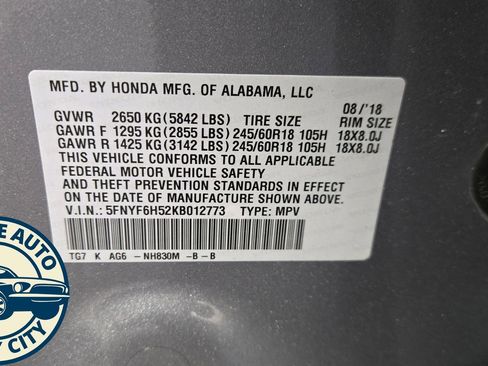 MFD. BY HONDA MFG. OF ALABAMA, LLC
08/'18
GVWR 2650 KG (5842 LBS) TIRE SIZE RIM SIZE
GAWR F 1295 KG (2855 LBS) 245/60R18 105H 18X8.0J
GAWR R 1425 KG (3142 LBS) 245/60R18 105H 18X8.0J
THIS VEHICLE CONFORMS TO ALL APPLICABLE
FEDERAL MOTOR VEHICLE SAFETY
AND THEFT PREVENTION STANDARDS IN EFFECT
ON THE DATE OF MANUFACTURE SHOWN ABOVE.
V.I.N.: 5FNYF6H52KB012773 TYPE: MPV
TG7 K AG6 -NH830M -B -B
AUTO
CITY